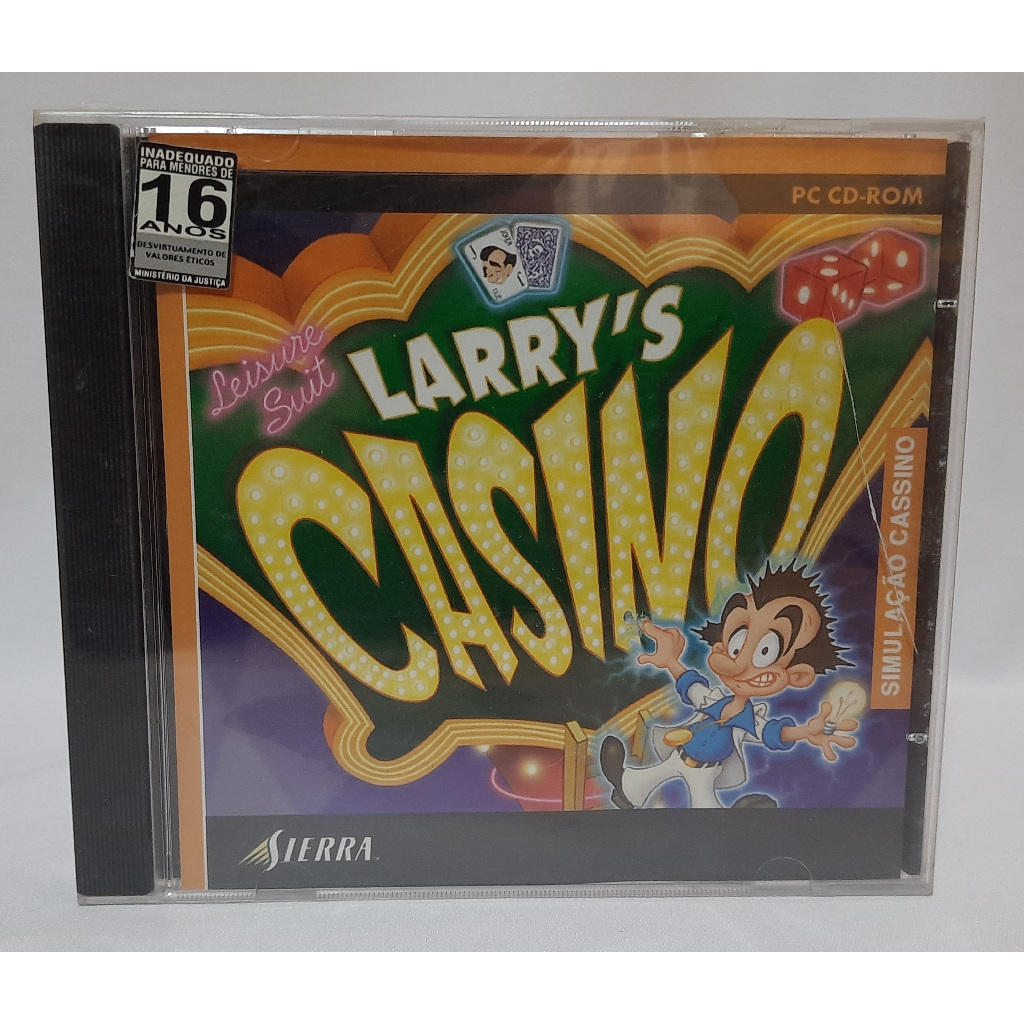 INADEQUADO
PARA MENORES DE
16
ANOS
DESVIRTUAMENTO DE
VALORES ÉTICOS
MINISTÉRIO DA JUSTIÇA
PC CD-ROM
Leisure
Suit
LARRY'S
CASINO
SIMULAÇÃO CASSINO
SIERRA